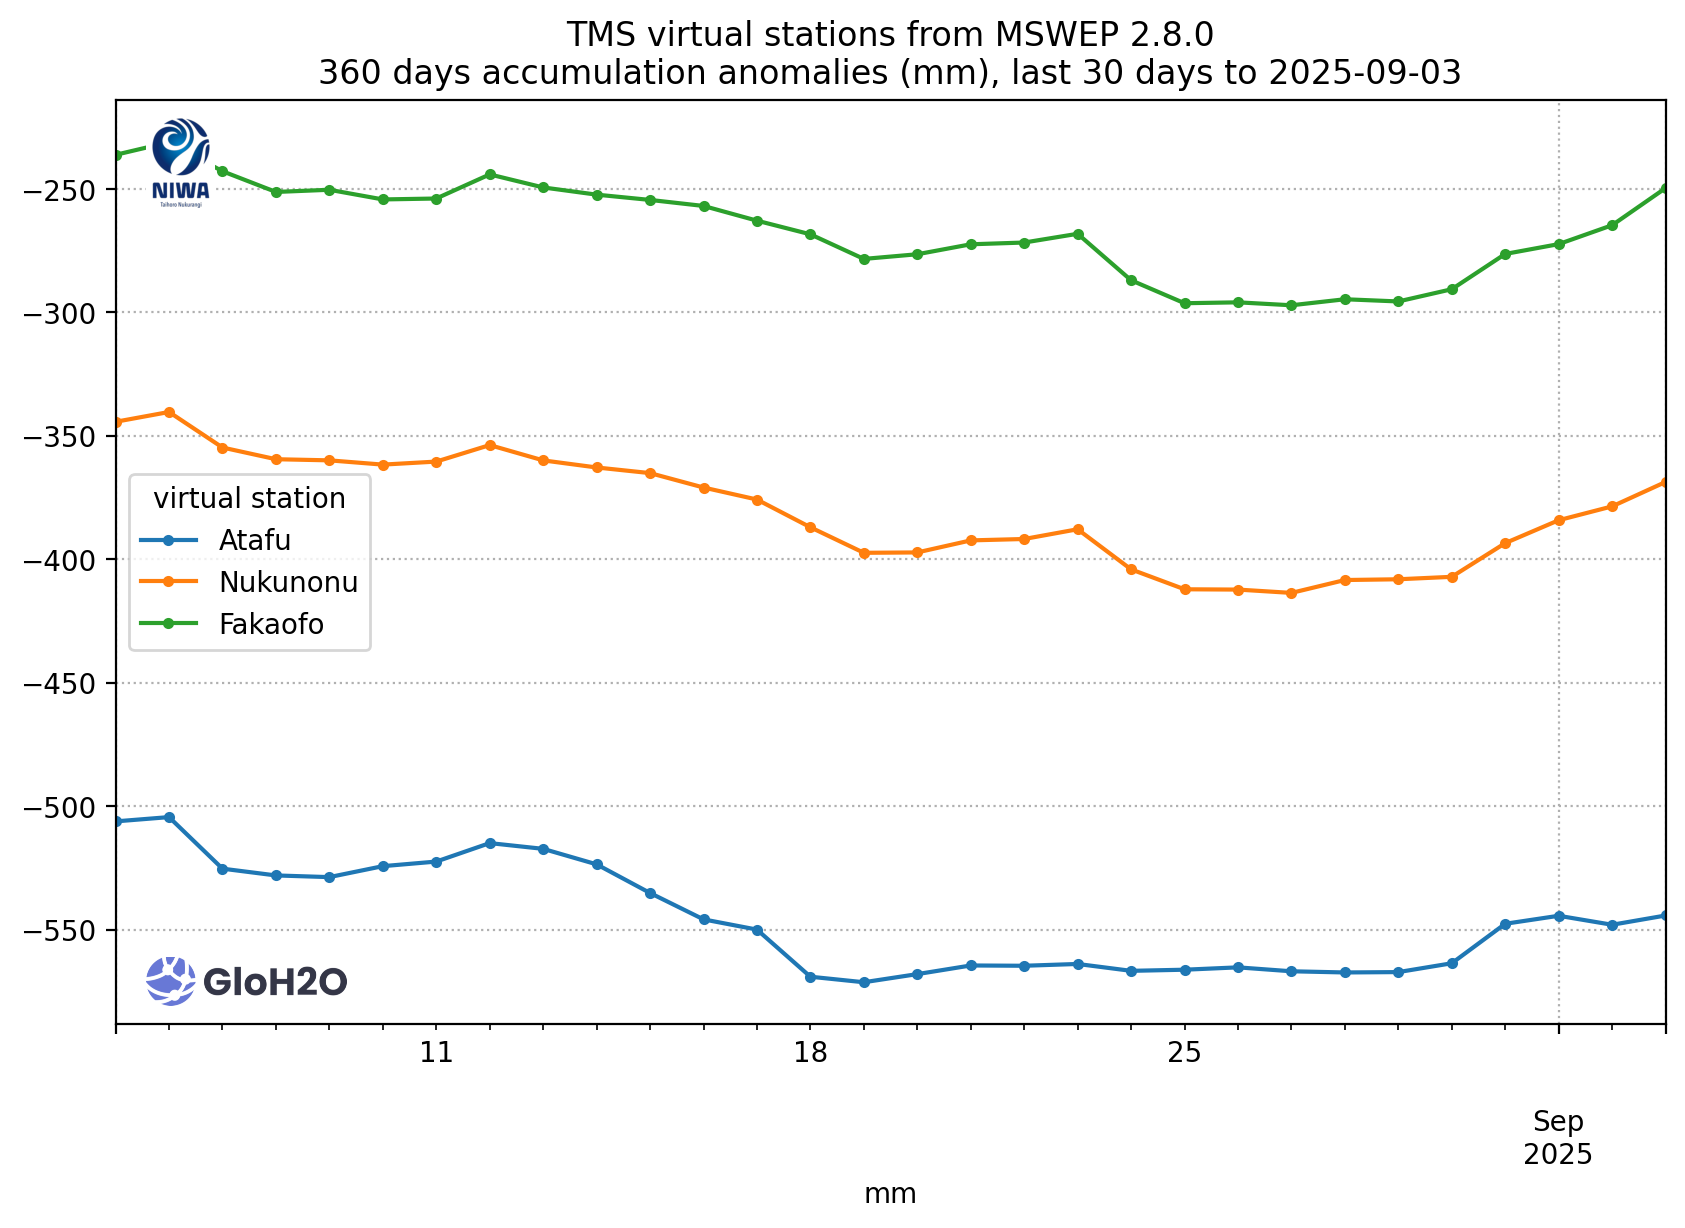 TMS virtual stations from MSWEP 2.8.0
360 days accumulation anomalies (mm), last 30 days to 2025-09-03
NIWA
Taihoro Nukurangi
−250
−300
−350
−400
−450
−500
−550
virtual station
Atafu
Nukunonu
Fakaofo
GloH2O
11
18
25
Sep
2025
mm